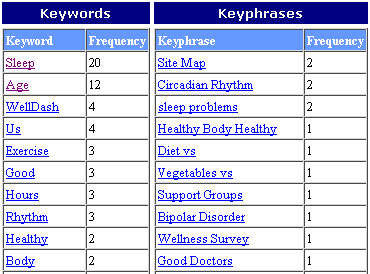 Keywords Keyphrases
Keyword Frequency Keyphrase Frequency
Sleep 20 Site Map 2
Age 12 Circadian Rhythm 2
WellDash 4 sleep problems 2
Us 4 Healthy Body Healthy 1
Exercise 3 Diet vs 1
Good 3 Vegetables vs 1
Hours 3 Support Groups 1
Rhythm 3 Bipolar Disorder 1
Healthy 2 Wellness Survey 1
Body 2 Good Doctors 1